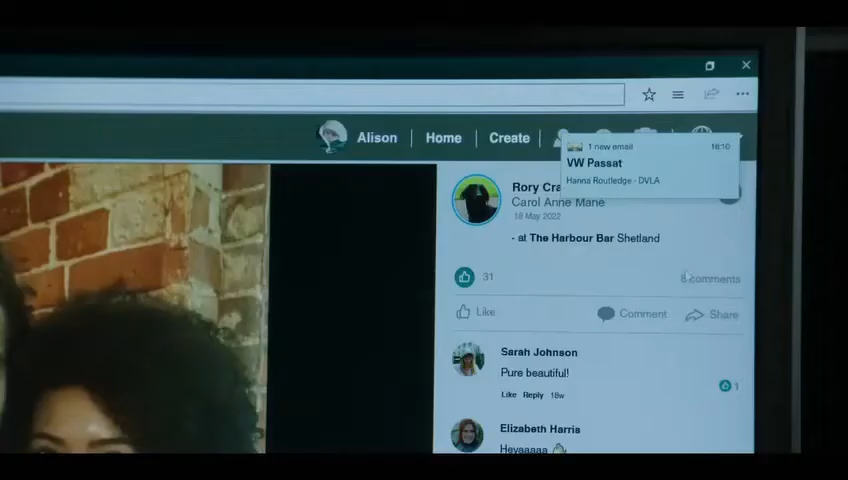 Alison | Home | Create |
1 new email 16:10
VW Passat
Hanna Routledge - DVLA
Rory
Carol Anne Mane
18 May 2022
- at The Harbour Bar Shetland
31
8 comments
Like Comment Share
Sarah Johnson
Pure beautiful!
1
Like Reply 18w
Elizabeth Harris
Heyaaaaa